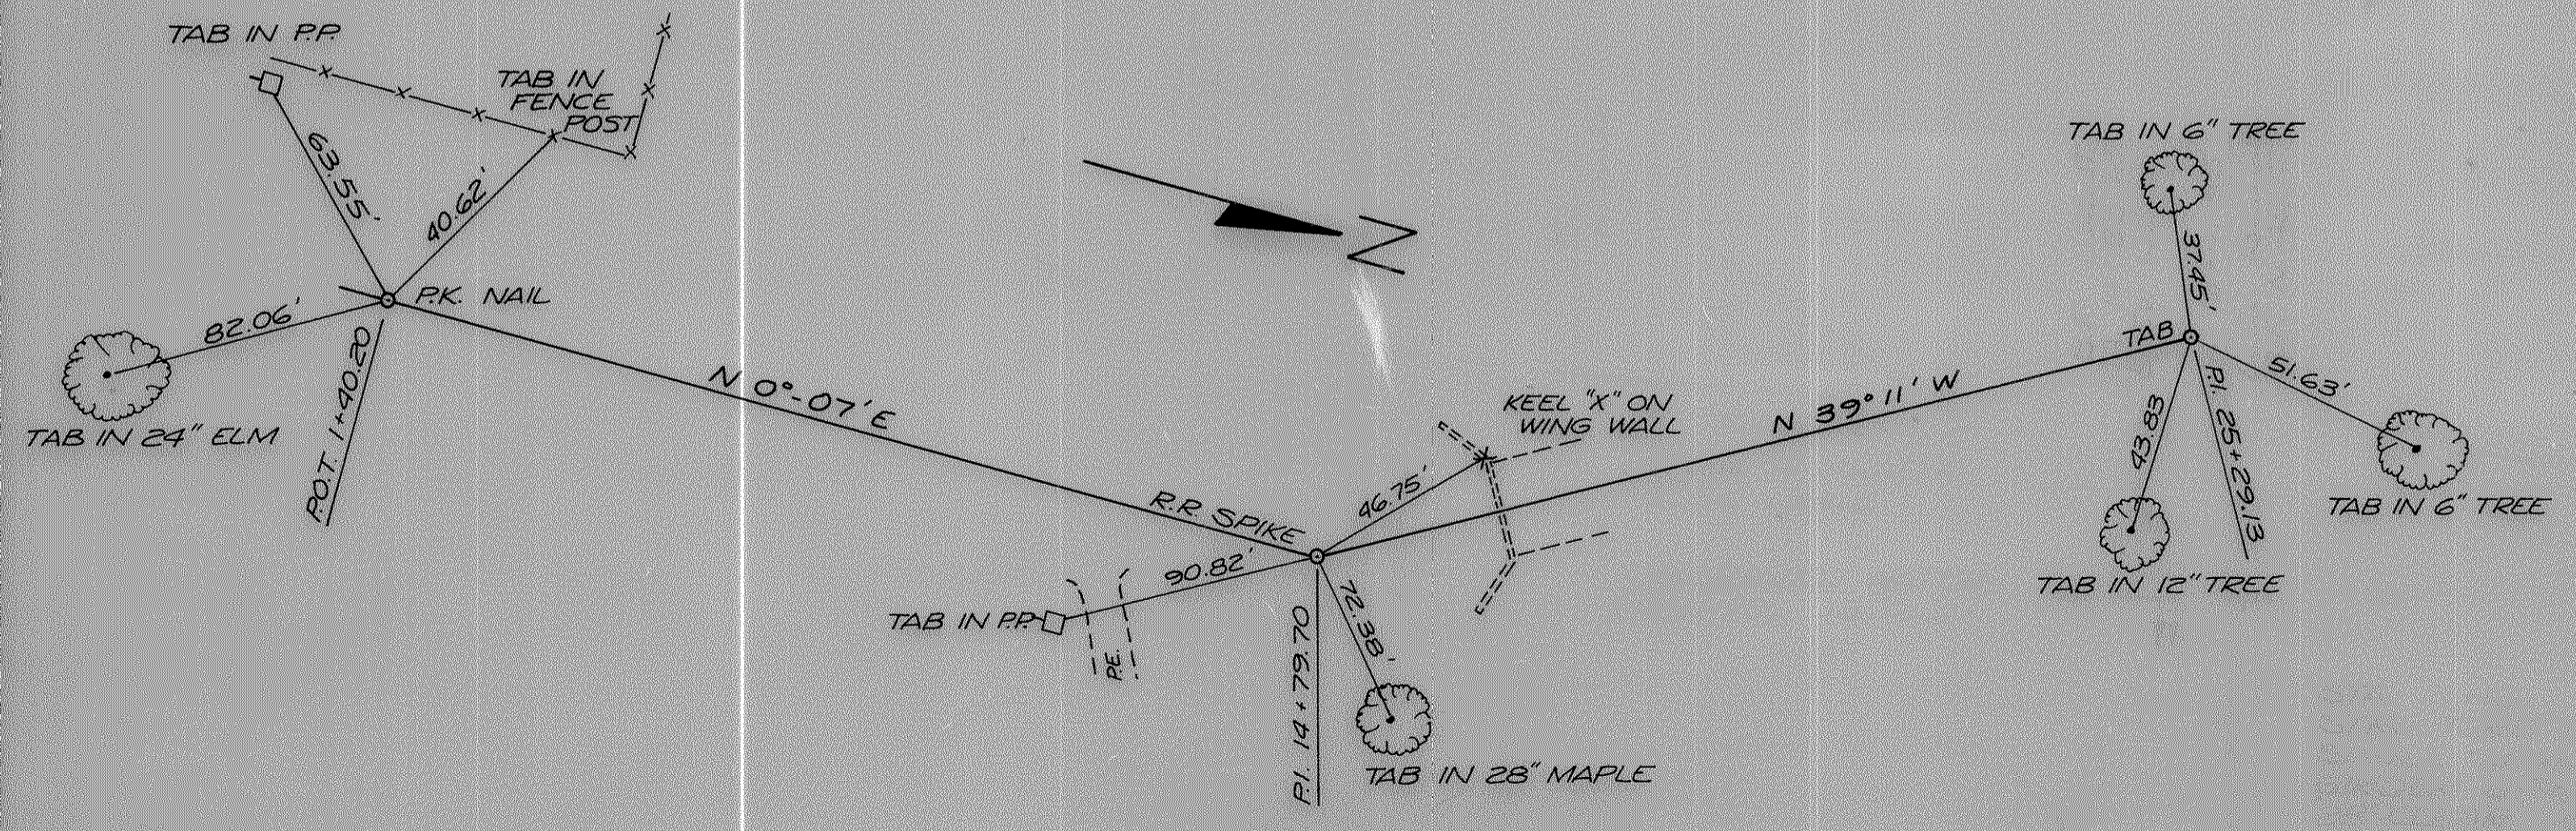 TAB IN P.P.
TAB IN
FENCE
POST
63.55'
40.62'
P.K. NAIL
82.06'
TAB IN 24" ELM
P.O.T. 1+40.20
N 0°-07' E
N
R.R. SPIKE
90.82'
TAB IN P.P.
P.E.
P.I. 14+79.70
72.38'
TAB IN 28" MAPLE
46.75'
KEEL "X" ON
WING WALL
N 39° 11' W
TAB IN 6" TREE
37.45'
TAB
51.63'
TAB IN 6" TREE
43.83
P.I. 25+29.13
TAB IN 12" TREE